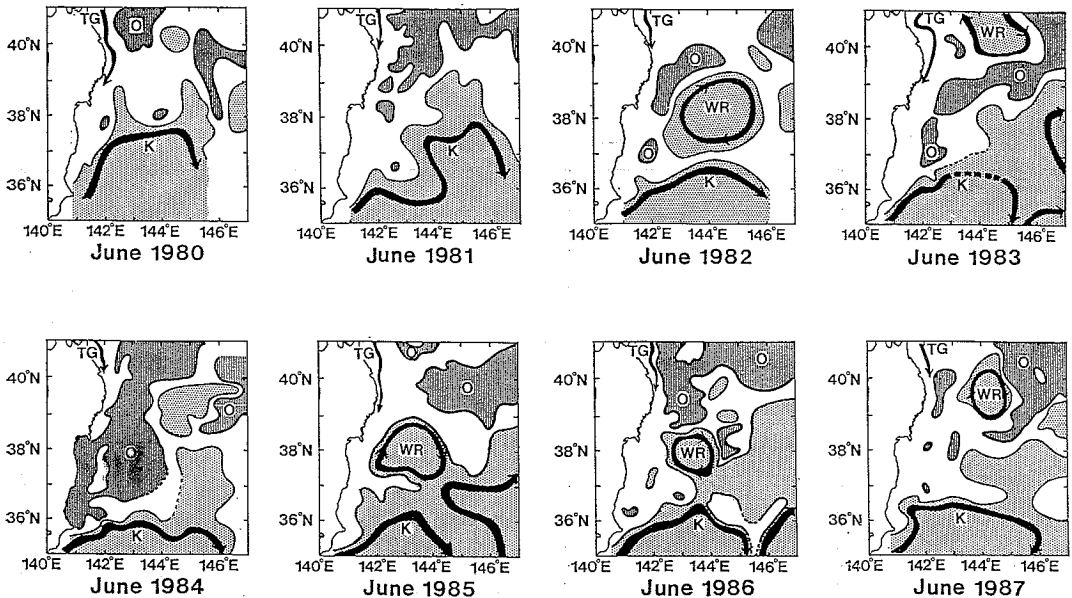 TG
O
K
40°N
38°N
36°N
140°E 142°E 144°E 146°E
June 1980
TG
K
40°N
38°N
36°N
140°E 142°E 144°E 146°E
June 1981
TG
O
WR
O
K
40°N
38°N
36°N
140°E 142°E 144°E 146°E
June 1982
TG
WR
O
O
K
40°N
38°N
36°N
140°E 142°E 144°E 146°E
June 1983
TG
O
O
K
40°N
38°N
36°N
140°E 142°E 144°E 146°E
June 1984
TG
O
O
WR
K
40°N
38°N
36°N
140°E 142°E 144°E 146°E
June 1985
TG
O
O
WR
K
40°N
38°N
36°N
140°E 142°E 144°E 146°E
June 1986
TG
O
WR
K
40°N
38°N
36°N
140°E 142°E 144°E 146°E
June 1987